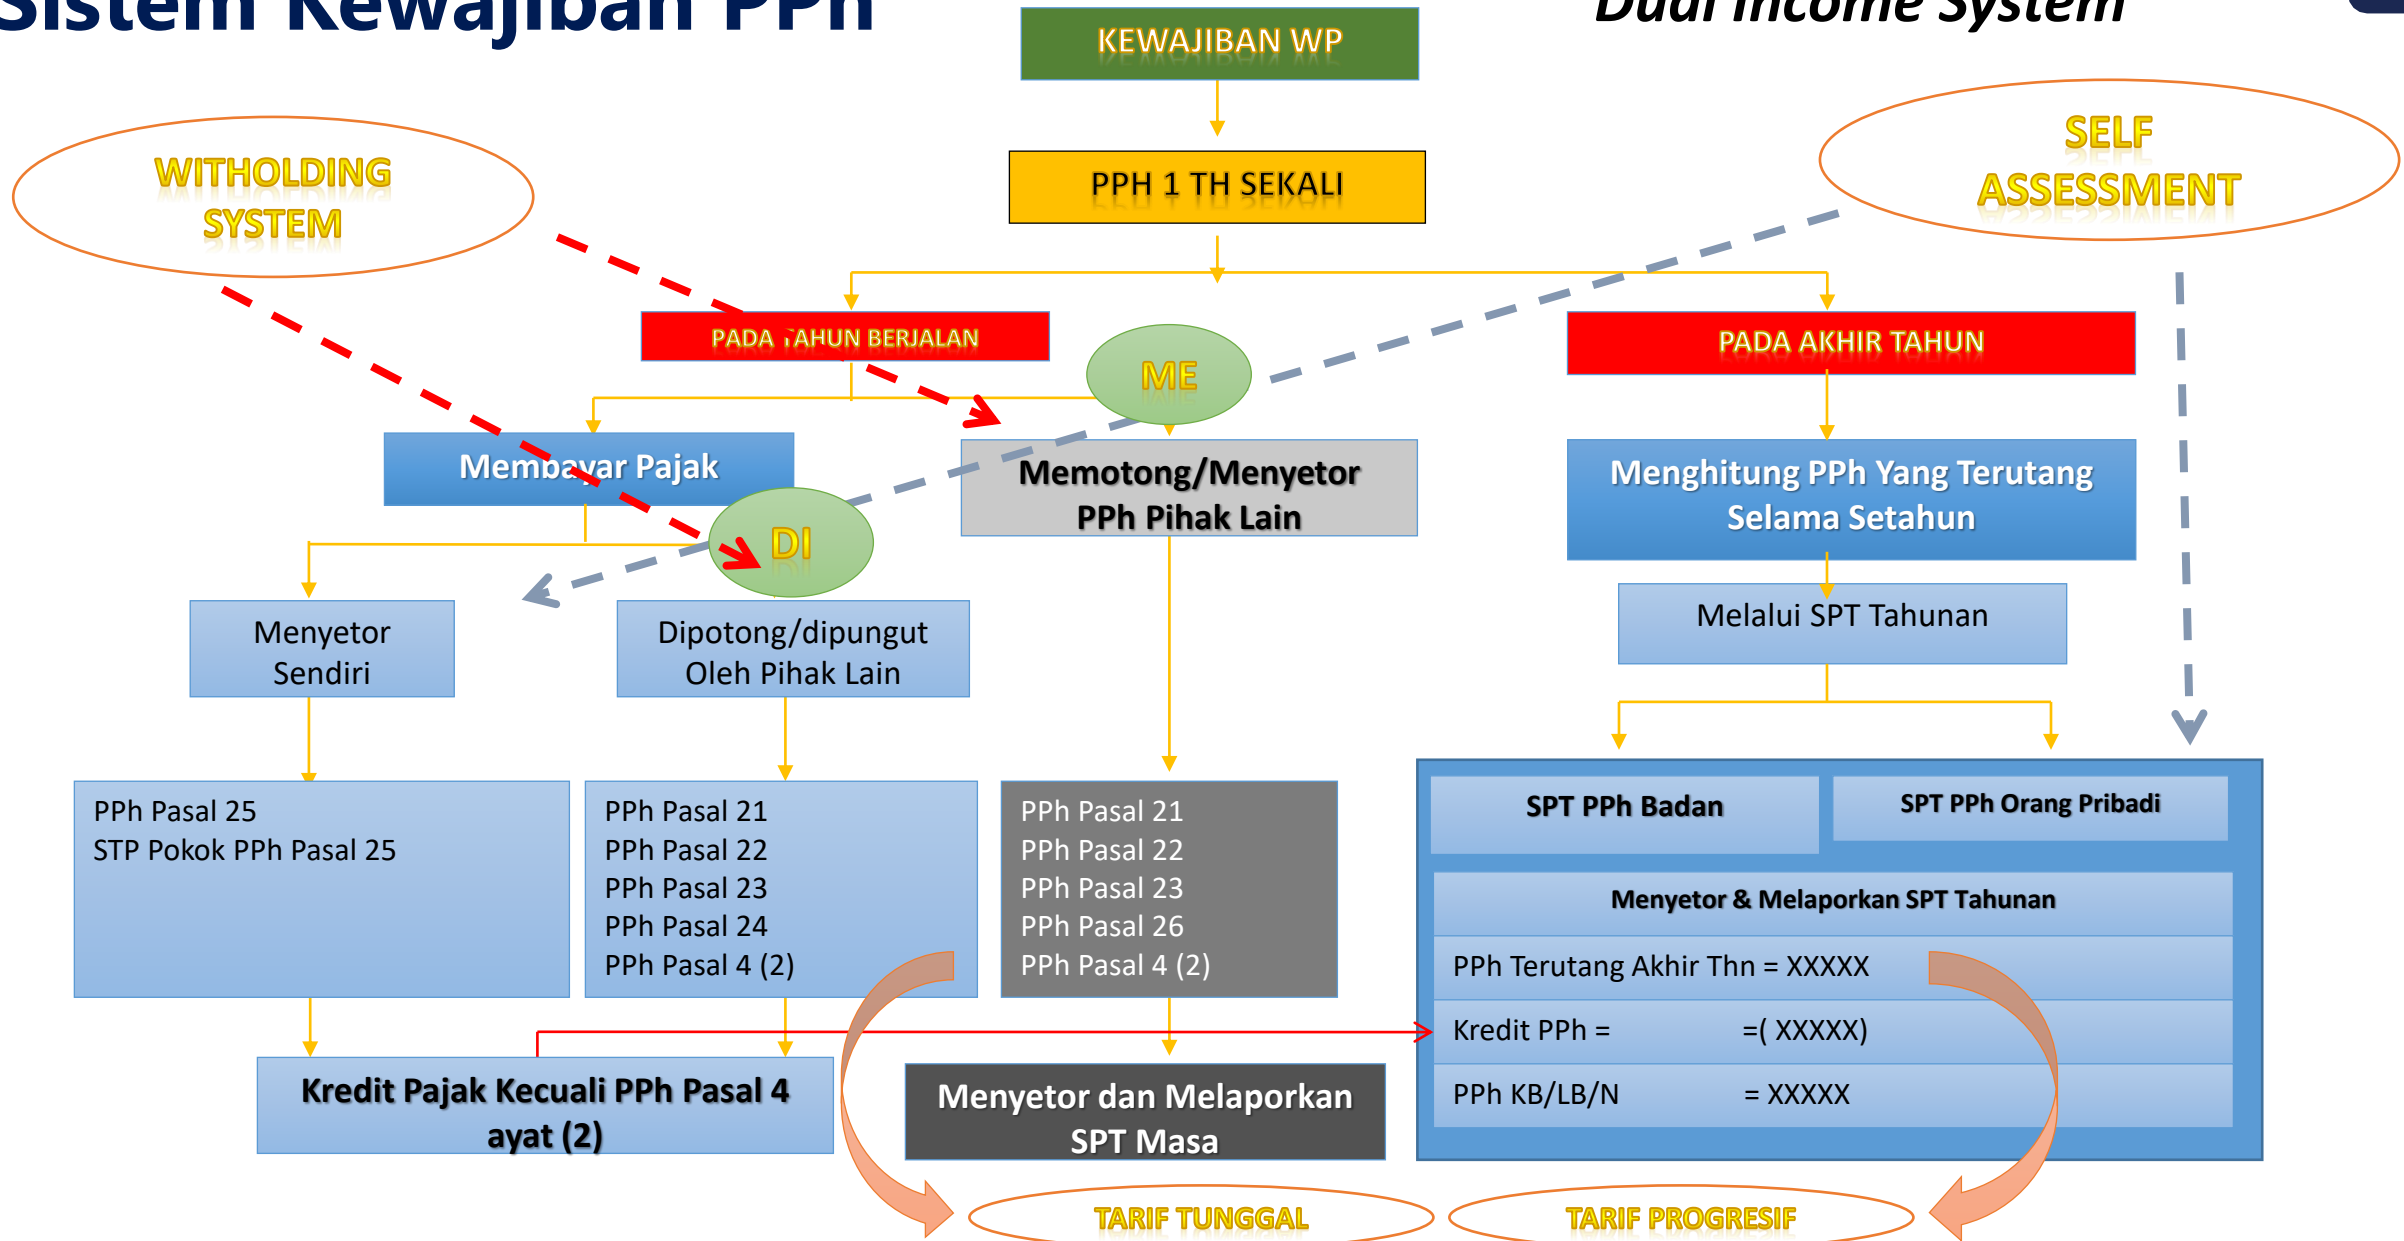 Sistem Kewajiban PPh
Dual Income System
KEWAJIBAN WP
WITHOLDING
SYSTEM
SELF
ASSESSMENT
PPH 1 TH SEKALI
PADA TAHUN BERJALAN
PADA AKHIR TAHUN
ME
Membayar Pajak
Memotong/Menyetor
PPh Pihak Lain
Menghitung PPh Yang Terutang
Selama Setahun
DI
Menyetor
Sendiri
Dipotong/dipungut
Oleh Pihak Lain
Melalui SPT Tahunan
PPh Pasal 25
STP Pokok PPh Pasal 25
PPh Pasal 21
PPh Pasal 22
PPh Pasal 23
PPh Pasal 24
PPh Pasal 4 (2)
PPh Pasal 21
PPh Pasal 22
PPh Pasal 23
PPh Pasal 26
PPh Pasal 4 (2)
SPT PPh Badan
SPT PPh Orang Pribadi
Menyetor & Melaporkan SPT Tahunan
PPh Terutang Akhir Thn = XXXXX
Kredit PPh = =( XXXXX)
PPh KB/LB/N = XXXXX
Kredit Pajak Kecuali PPh Pasal 4
ayat (2)
Menyetor dan Melaporkan
SPT Masa
TARIF TUNGGAL
TARIF PROGRESIF